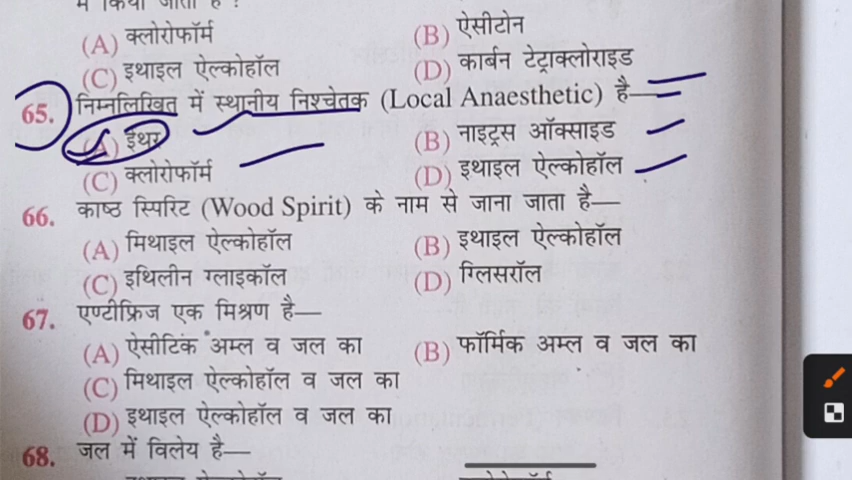 में किया जाता है ?
(A) क्लोरोफॉर्म (B) ऐसीटोन
(C) इथाइल ऐल्कोहॉल (D) कार्बन टेट्राक्लोराइड
65. निम्नलिखित में स्थानीय निश्चेतक (Local Anaesthetic) है—
(A) ईथर (B) नाइट्रस ऑक्साइड
(C) क्लोरोफॉर्म (D) इथाइल ऐल्कोहॉल
66. काष्ठ स्पिरिट (Wood Spirit) के नाम से जाना जाता है—
(A) मिथाइल ऐल्कोहॉल (B) इथाइल ऐल्कोहॉल
(C) इथिलीन ग्लाइकॉल (D) ग्लिसरॉल
67. एण्टीफ्रिज एक मिश्रण है—
(A) ऐसीटिक अम्ल व जल का (B) फॉर्मिक अम्ल व जल का
(C) मिथाइल ऐल्कोहॉल व जल का
(D) इथाइल ऐल्कोहॉल व जल का
68. जल में विलेय है—